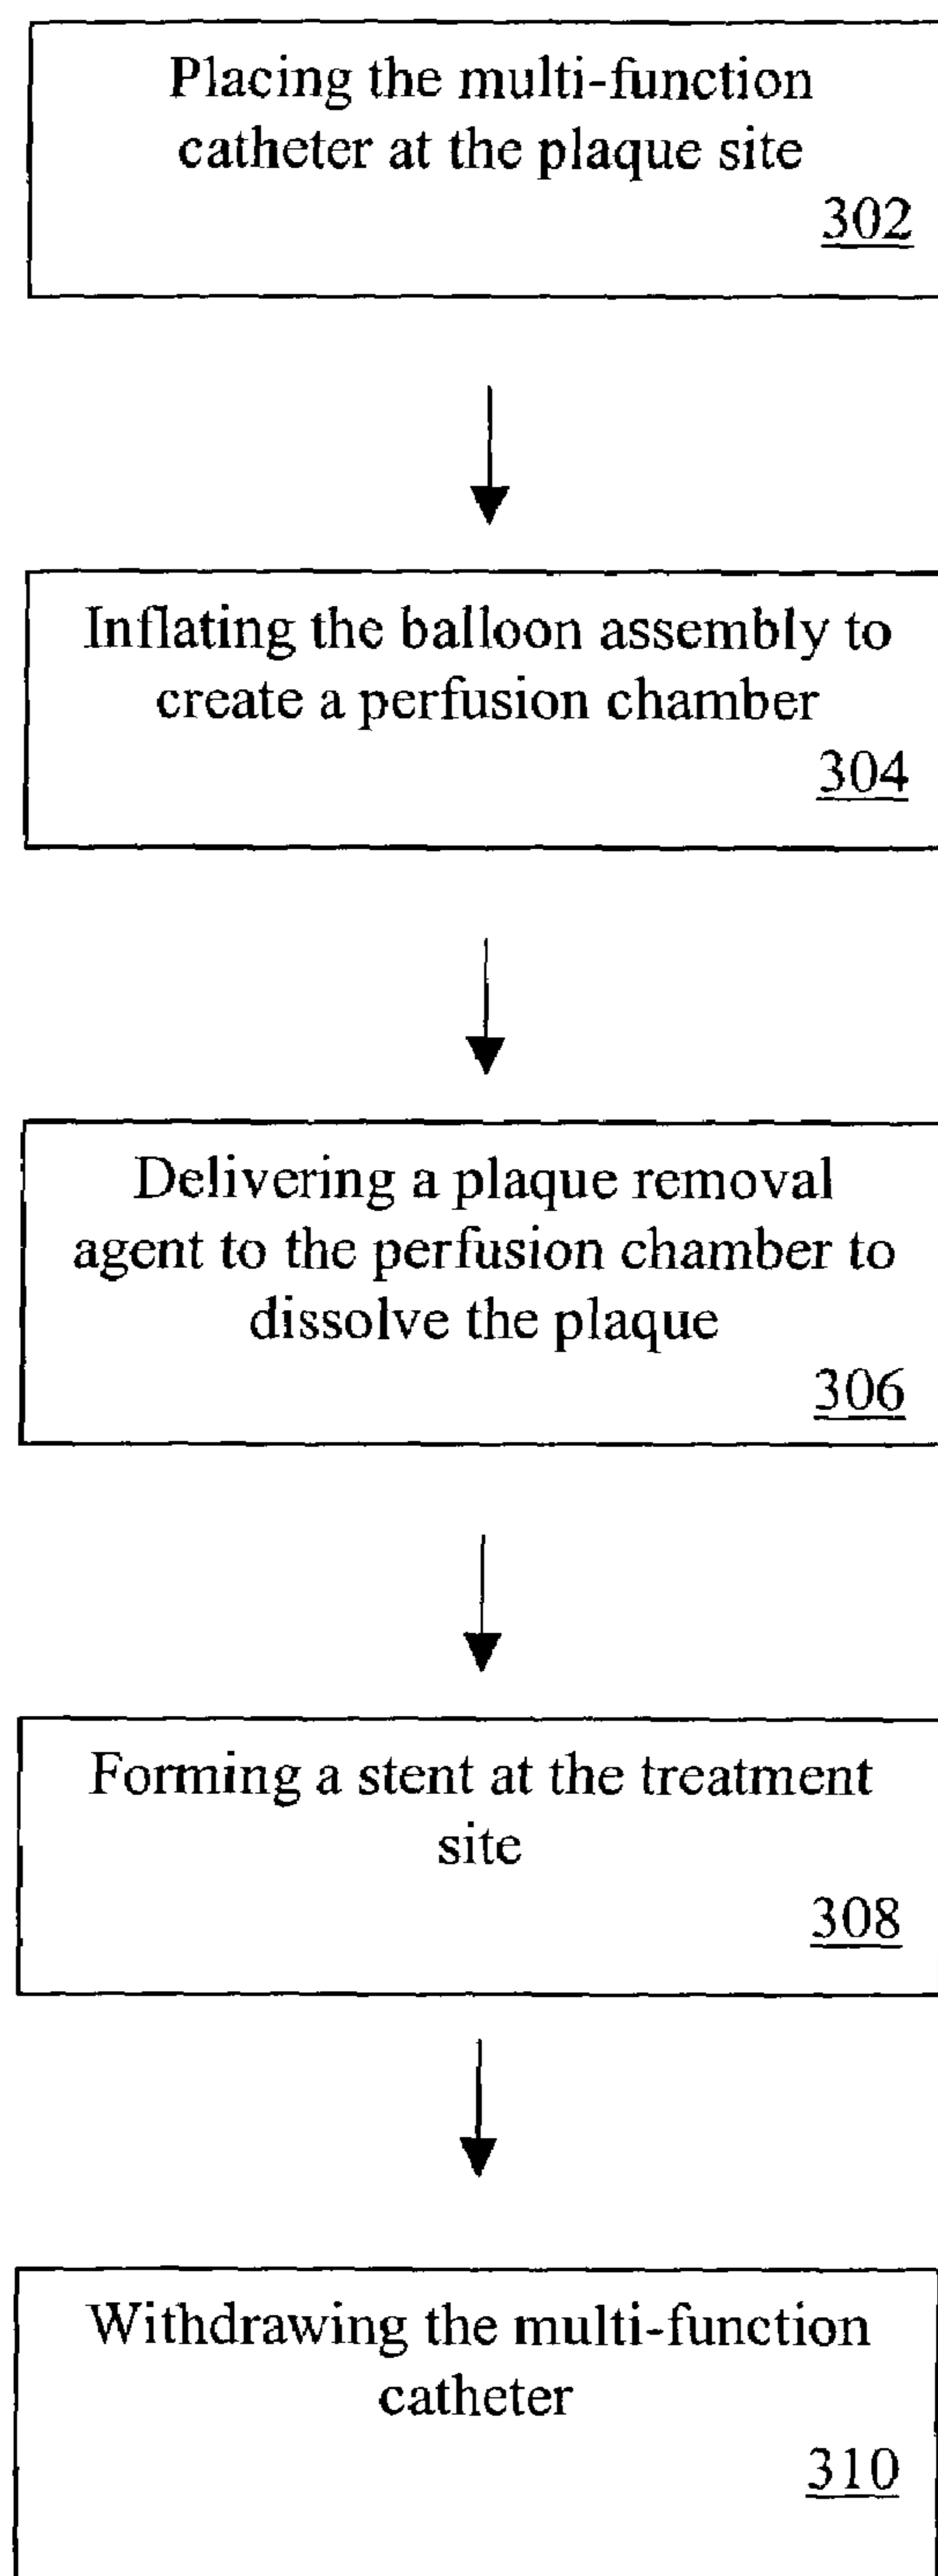 Placing the multi-function
catheter at the plaque site
302
Inflating the balloon assembly to
create a perfusion chamber
304
Delivering a plaque removal
agent to the perfusion chamber to
dissolve the plaque
306
Forming a stent at the treatment
site
308
Withdrawing the multi-function
catheter
310